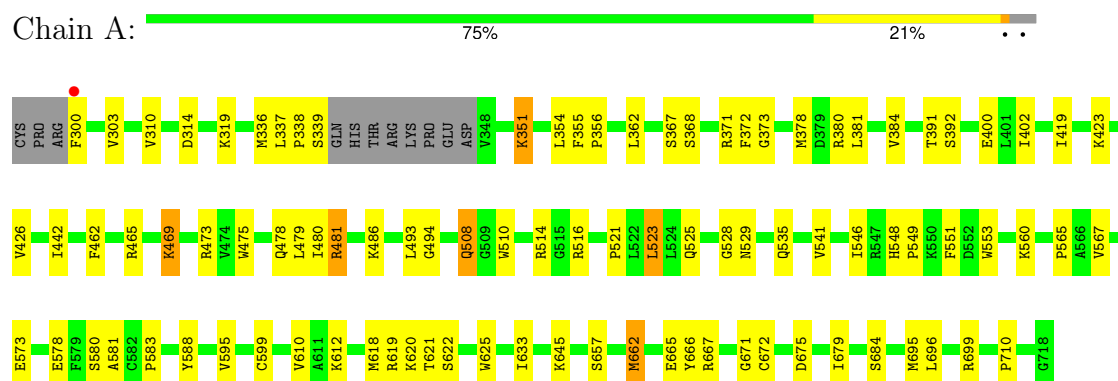 Chain A:
75% 21% • •
CYS PRO ARG F300 V303 V310 D314 K319 M336 L337 P338 S339 GLN HIS THR ARG LYS PRO GLU ASP V348 K351 L354 F355 P356 L362 S367 S368 R371 F372 G373 M378 D379 R380 L381 V384 T391 S392 E400 L401 I402 I419 K423
V426 I442 F462 R465 K469 R473 V474 W475 Q478 L479 I480 R481 K486 L493 G494 Q508 G509 W510 R514 G515 R516 P521 L522 L523 L524 Q525 G528 N529 Q535 V541 I546 R547 H548 P549 K550 F551 D552 W553 K560 P565 A566 V567
E573 E578 F579 S580 A581 C582 P583 Y588 V595 C599 V610 A611 K612 M618 R619 K620 T621 S622 W625 I633 K645 S657 M662 E665 Y666 R667 G671 C672 D675 I679 S684 M695 L696 R699 P710 G718